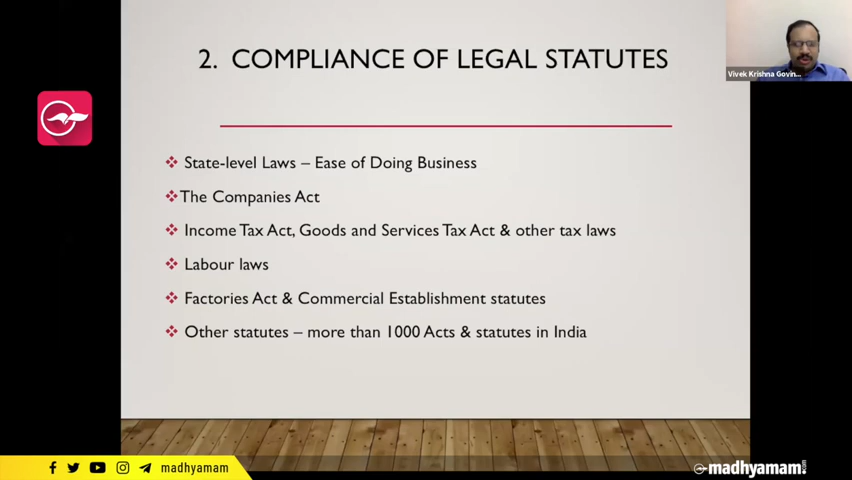 2. COMPLIANCE OF LEGAL STATUTES
Vivek Krishna Govin...
State-level Laws – Ease of Doing Business
The Companies Act
Income Tax Act, Goods and Services Tax Act & other tax laws
Labour laws
Factories Act & Commercial Establishment statutes
Other statutes – more than 1000 Acts & statutes in India
madhyamam
madhyamam.com